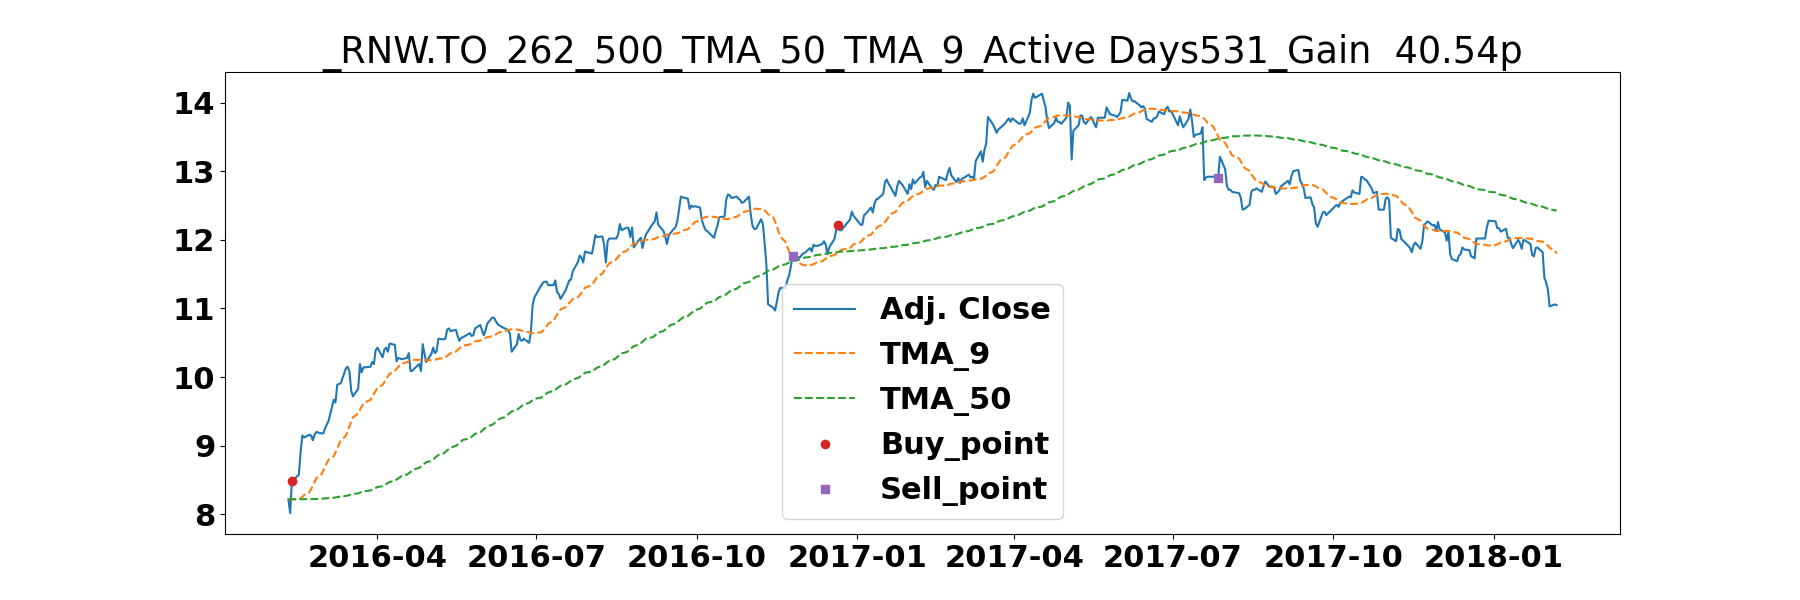 _RNW.TO_262_500_TMA_50_TMA_9_Active Days531_Gain  40.54p
14
13
12
11
10
9
8
Adj. Close
TMA_9
TMA_50
Buy_point
Sell_point
2016-04 2016-07 2016-10 2017-01 2017-04 2017-07 2017-10 2018-01